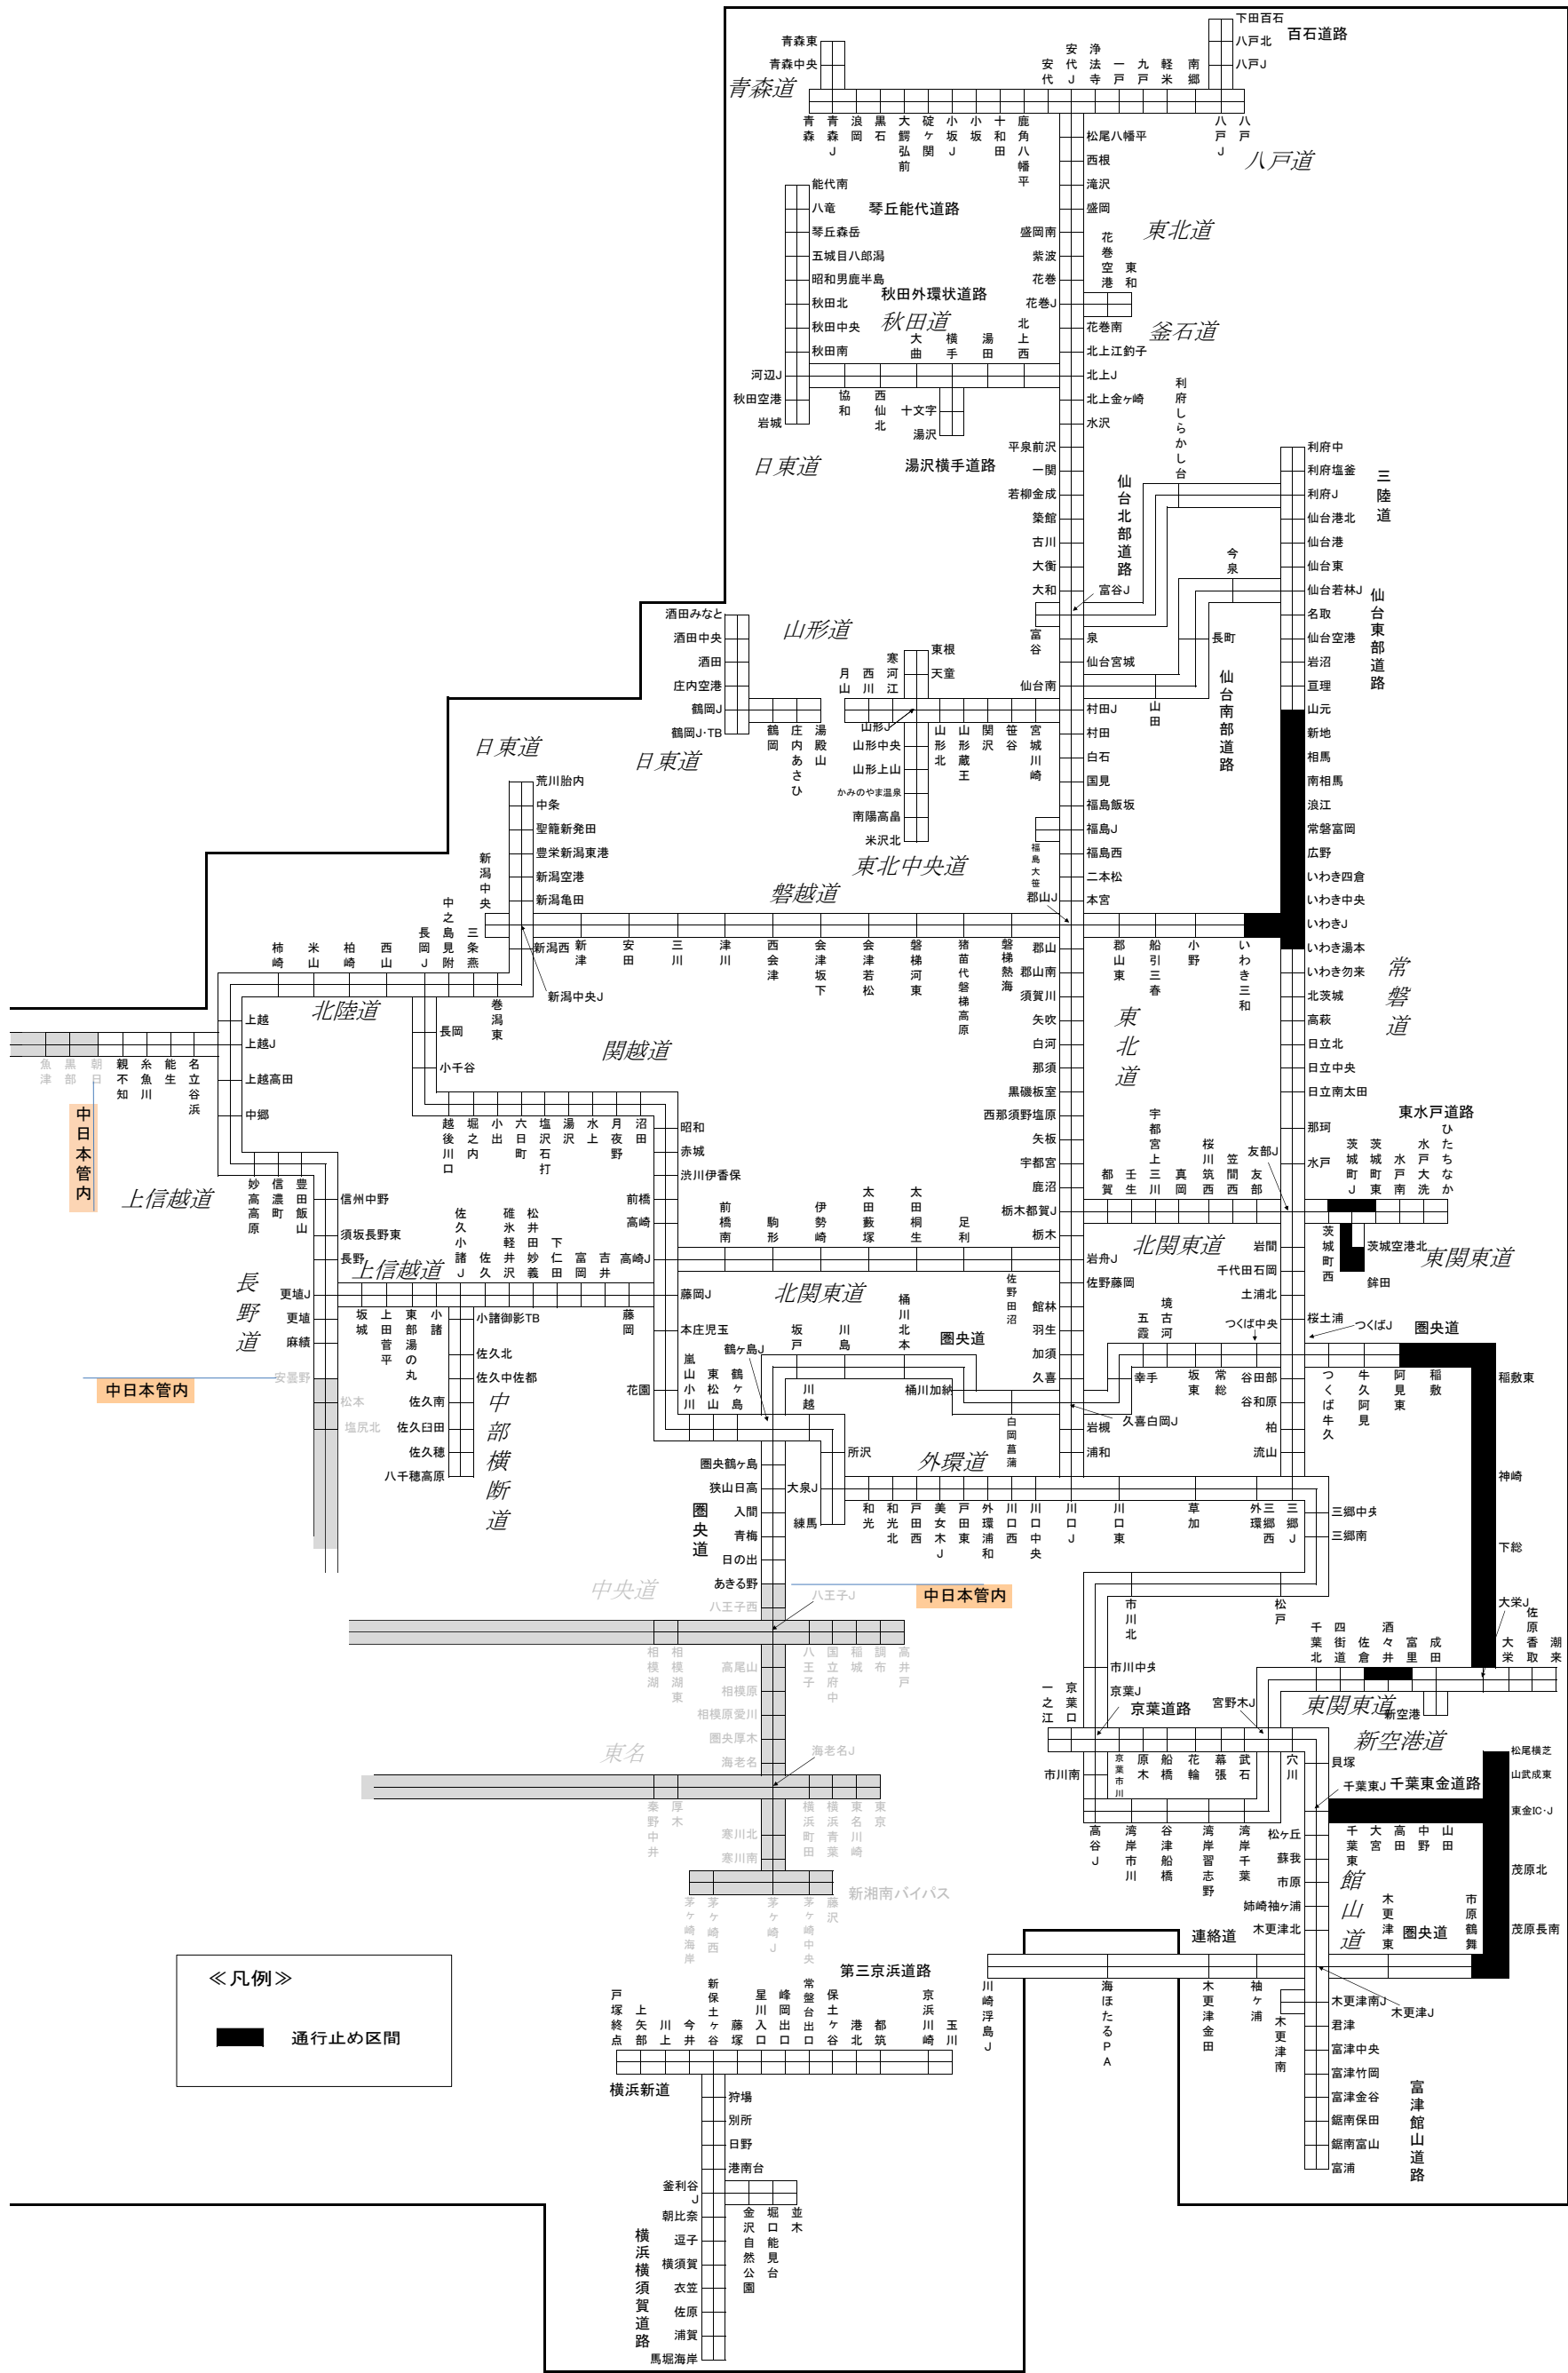 下田百石
八戸北
八戸J
百石道路
青森東
青森中央
青森道
安代
安代J
浄法寺
一戸
九戸
軽米
南郷
青森
青森J
浪岡
黒石
大鰐弘前
碇ヶ関
小坂J
小坂
十和田
鹿角八幡平
八戸J
八戸
八戸道
松尾八幡平
西根
滝沢
盛岡
盛岡南
紫波
花巻
花巻J
花巻空港
東和
東北道
花巻南
釜石道
北上江釣子
北上J
北上金ヶ崎
水沢
能代南
八竜
琴丘能代道路
琴丘森岳
五城目八郎潟
昭和男鹿半島
秋田北
秋田外環状道路
秋田中央
秋田道
秋田南
河辺J
秋田空港
岩城
日東道
大曲
横手
湯田
北上西
協和
西仙北
十文字
湯沢
湯沢横手道路
平泉前沢
一関
若柳金成
築館
古川
大衡
大和
富谷J
富谷
泉
仙台宮城
仙台南
仙台北部道路
利府しらかし台
今泉
長町
山田
仙台南部道路
利府中
利府塩釜
利府J
三陸道
仙台港北
仙台港
仙台東
仙台若林J
名取
仙台空港
岩沼
亘理
仙台東部道路
山元
新地
相馬
南相馬
浪江
常磐富岡
広野
いわき四倉
いわき中央
いわきJ
いわき湯本
いわき勿来
北茨城
高萩
日立北
日立中央
日立南太田
那珂
水戸
常磐道
酒田みなと
酒田中央
酒田
庄内空港
鶴岡J
鶴岡J・TB
山形道
日東道
鶴岡
庄内あさひ
湯殿山
月山
西川
寒河江
東根
天童
山形J
山形中央
山形上山
かみのやま温泉
南陽高畠
米沢北
東北中央道
山形北
山形蔵王
関沢
笹谷
宮城川崎
村田J
村田
白石
国見
福島飯坂
福島J
福島大笹
福島西
二本松
本宮
郡山J
日東道
荒川胎内
中条
聖籠新発田
豊栄新潟東港
新潟空港
新潟亀田
新潟中央
新潟西
新潟中央J
磐越道
新津
安田
三川
津川
西会津
会津坂下
会津若松
磐梯河東
猪苗代磐梯高原
磐梯熱海
郡山東
船引三春
小野
いわき三和
郡山
郡山南
須賀川
矢吹
白河
那須
黒磯板室
西那須野塩原
矢板
宇都宮
鹿沼
栃木都賀J
栃木
岩舟J
佐野藤岡
館林
羽生
加須
久喜
久喜白岡J
岩槻
浦和
東北道
柿崎
米山
柏崎
西山
長岡J
中之島見附
三条燕
巻潟東
北陸道
上越
上越J
上越高田
中郷
魚津
黒部
朝日
親不知
糸魚川
能生
名立谷浜
中日本管内
上信越道
長岡
小千谷
関越道
越後川口
堀之内
小出
六日町
塩沢石打
湯沢
水上
月夜野
沼田
昭和
赤城
渋川伊香保
前橋
高崎
高崎J
藤岡J
本庄児玉
花園
妙高高原
信濃町
豊田飯山
信州中野
須坂長野東
長野
更埴J
更埴
麻績
安曇野
松本
塩尻北
長野道
中日本管内
上信越道
坂城
上田菅平
東部湯の丸
小諸
佐久小諸J
佐久
碓氷軽井沢
松井田妙義
下仁田
富岡
吉井
藤岡
小諸御影TB
佐久北
佐久中佐都
佐久南
佐久臼田
佐久穂
八千穂高原
中部横断道
前橋南
駒形
伊勢崎
太田藪塚
太田桐生
足利
佐野田沼
北関東道
都賀
壬生
宇都宮上三川
真岡
桜川筑西
笠間西
友部
友部J
北関東道
茨城町J
茨城町東
水戸南
水戸大洗
ひたちなか
東水戸道路
茨城町西
茨城空港北
鉾田
東関東道
岩間
千代田石岡
土浦北
桜土浦
つくばJ
つくば中央
谷田部
谷和原
柏
流山
五霞
境古河
幸手
坂東
常総
つくば牛久
牛久阿見
阿見東
稲敷
稲敷東
圏央道
神崎
下総
大栄J
嵐山小川
東松山
鶴ヶ島
鶴ヶ島J
坂戸
川島
桶川北本
圏央道
桶川加納
白岡菖蒲
川越
所沢
大泉J
練馬
圏央鶴ヶ島
狭山日高
入間
青梅
日の出
あきる野
圏央道
外環道
和光
和光北
戸田西
美女木J
戸田東
外環浦和
川口西
川口中央
川口J
川口東
草加
外環三郷西
三郷J
三郷中央
三郷南
松戸
市川北
市川中央
京葉J
中日本管内
八王子西
八王子J
中央道
相模湖
相模湖東
高尾山
八王子
国立府中
稲城
調布
高井戸
相模原
相模原愛川
圏央厚木
海老名
海老名J
東名
秦野中井
厚木
横浜町田
横浜青葉
東名川崎
東京
寒川北
寒川南
新湘南バイパス
茅ヶ崎海岸
茅ヶ崎西
茅ヶ崎J
茅ヶ崎中央
藤沢
一之江
京葉口
京葉道路
宮野木J
市川南
京葉市川
原木
船橋
花輪
幕張
武石
穴川
高谷J
湾岸市川
谷津船橋
湾岸習志野
湾岸千葉
千葉北
四街道
佐倉
酒々井
富里
成田
大栄
佐原香取
潮来
東関東道
新空港
新空港道
貝塚
千葉東J
千葉東金道路
千葉東
大宮
高田
中野
山田
松尾横芝
山武成東
東金IC・J
茂原北
茂原長南
市原鶴舞
木更津東
圏央道
松ヶ丘
蘇我
市原
姉崎袖ヶ浦
木更津北
館山道
連絡道
川崎浮島J
海ほたるPA
木更津金田
袖ヶ浦
木更津J
木更津南J
木更津南
君津
富津中央
富津竹岡
富津金谷
鋸南保田
鋸南富山
富浦
富津館山道路
≪凡例≫
通行止め区間
第三京浜道路
戸塚終点
上矢部
川上
今井
新保土ヶ谷
藤塚
星川入口
峰岡出口
常盤台出口
保土ヶ谷
港北
都筑
京浜川崎
玉川
横浜新道
狩場
別所
日野
港南台
釜利谷J
金沢自然公園
堀口能見台
並木
朝比奈
逗子
横須賀
衣笠
佐原
浦賀
馬堀海岸
横浜横須賀道路